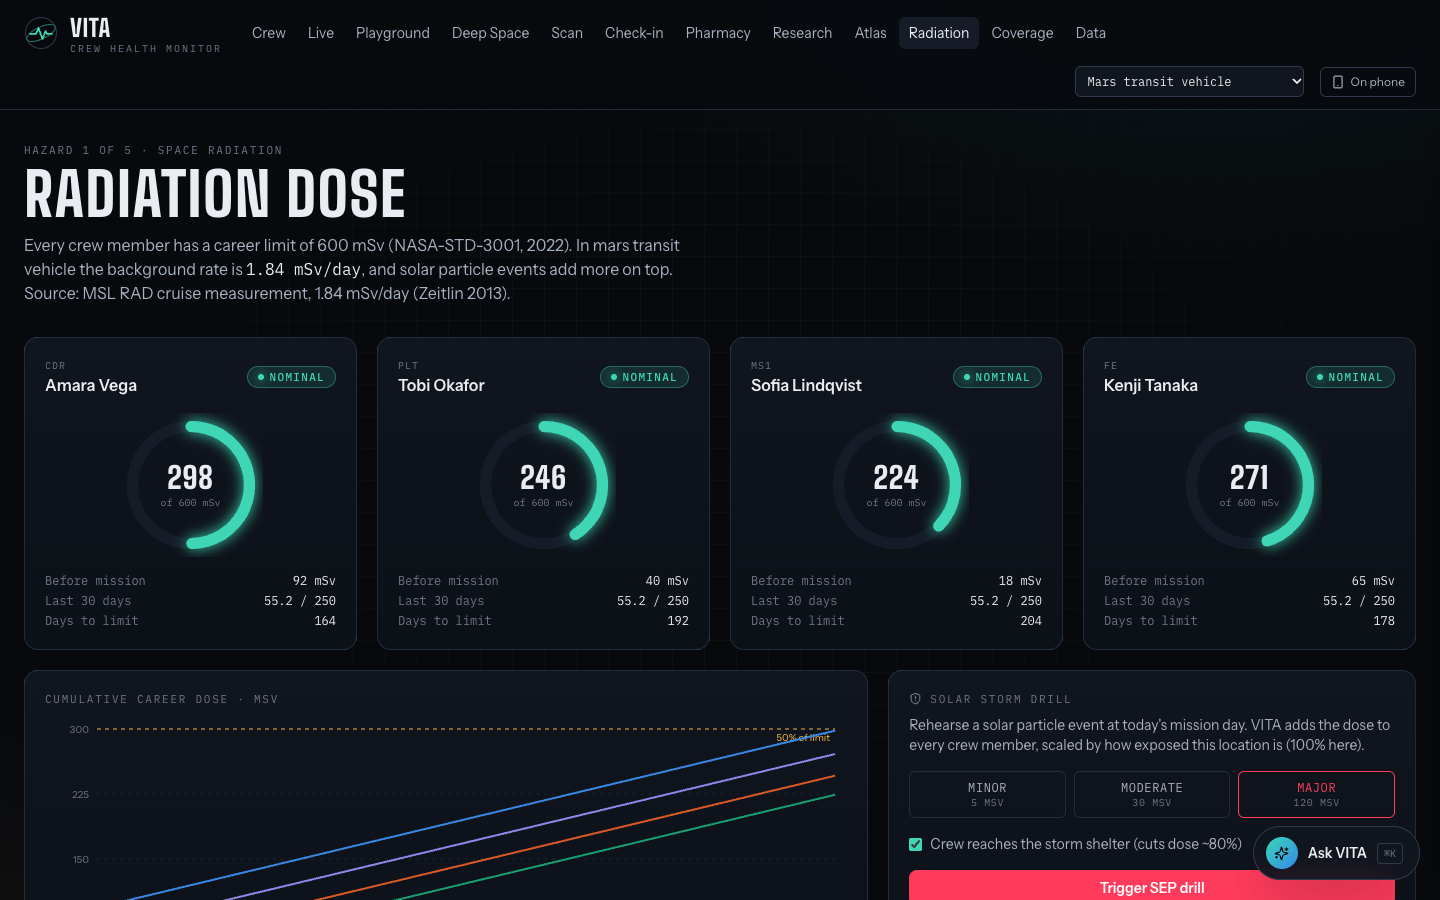 VITA
CREW HEALTH MONITOR
Crew Live Playground Deep Space Scan Check-in Pharmacy Research Atlas Radiation Coverage Data
Mars transit vehicle
On phone
HAZARD 1 OF 5 · SPACE RADIATION
RADIATION DOSE
Every crew member has a career limit of 600 mSv (NASA-STD-3001, 2022). In mars transit
vehicle the background rate is 1.84 mSv/day, and solar particle events add more on top.
Source: MSL RAD cruise measurement, 1.84 mSv/day (Zeitlin 2013).
CDR
Amara Vega
NOMINAL
298
of 600 mSv
Before mission 92 mSv
Last 30 days 55.2 / 250
Days to limit 164
PLT
Tobi Okafor
NOMINAL
246
of 600 mSv
Before mission 40 mSv
Last 30 days 55.2 / 250
Days to limit 192
MS1
Sofia Lindqvist
NOMINAL
224
of 600 mSv
Before mission 18 mSv
Last 30 days 55.2 / 250
Days to limit 204
FE
Kenji Tanaka
NOMINAL
271
of 600 mSv
Before mission 65 mSv
Last 30 days 55.2 / 250
Days to limit 178
CUMULATIVE CAREER DOSE · MSV
300
50% of limit
225
150
SOLAR STORM DRILL
Rehearse a solar particle event at today's mission day. VITA adds the dose to
every crew member, scaled by how exposed this location is (100% here).
MINOR
5 MSV
MODERATE
30 MSV
MAJOR
120 MSV
Crew reaches the storm shelter (cuts dose ~80%)
Trigger SEP drill
Ask VITA ⌘K